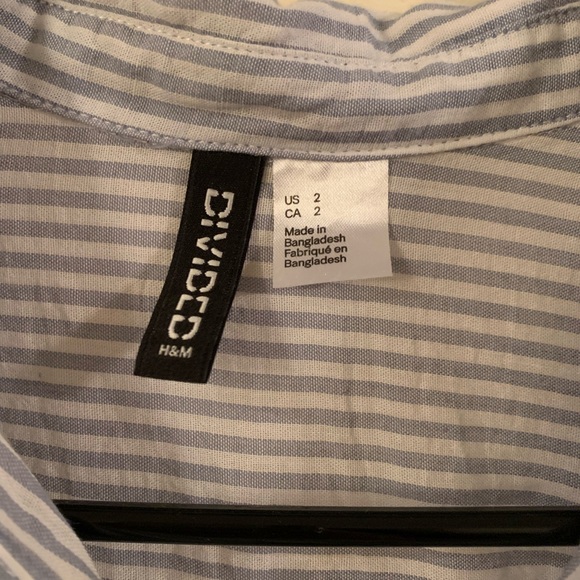 DIVIDED
H&M
US 2
CA 2
Made in
Bangladesh
Fabriqué en
Bangladesh